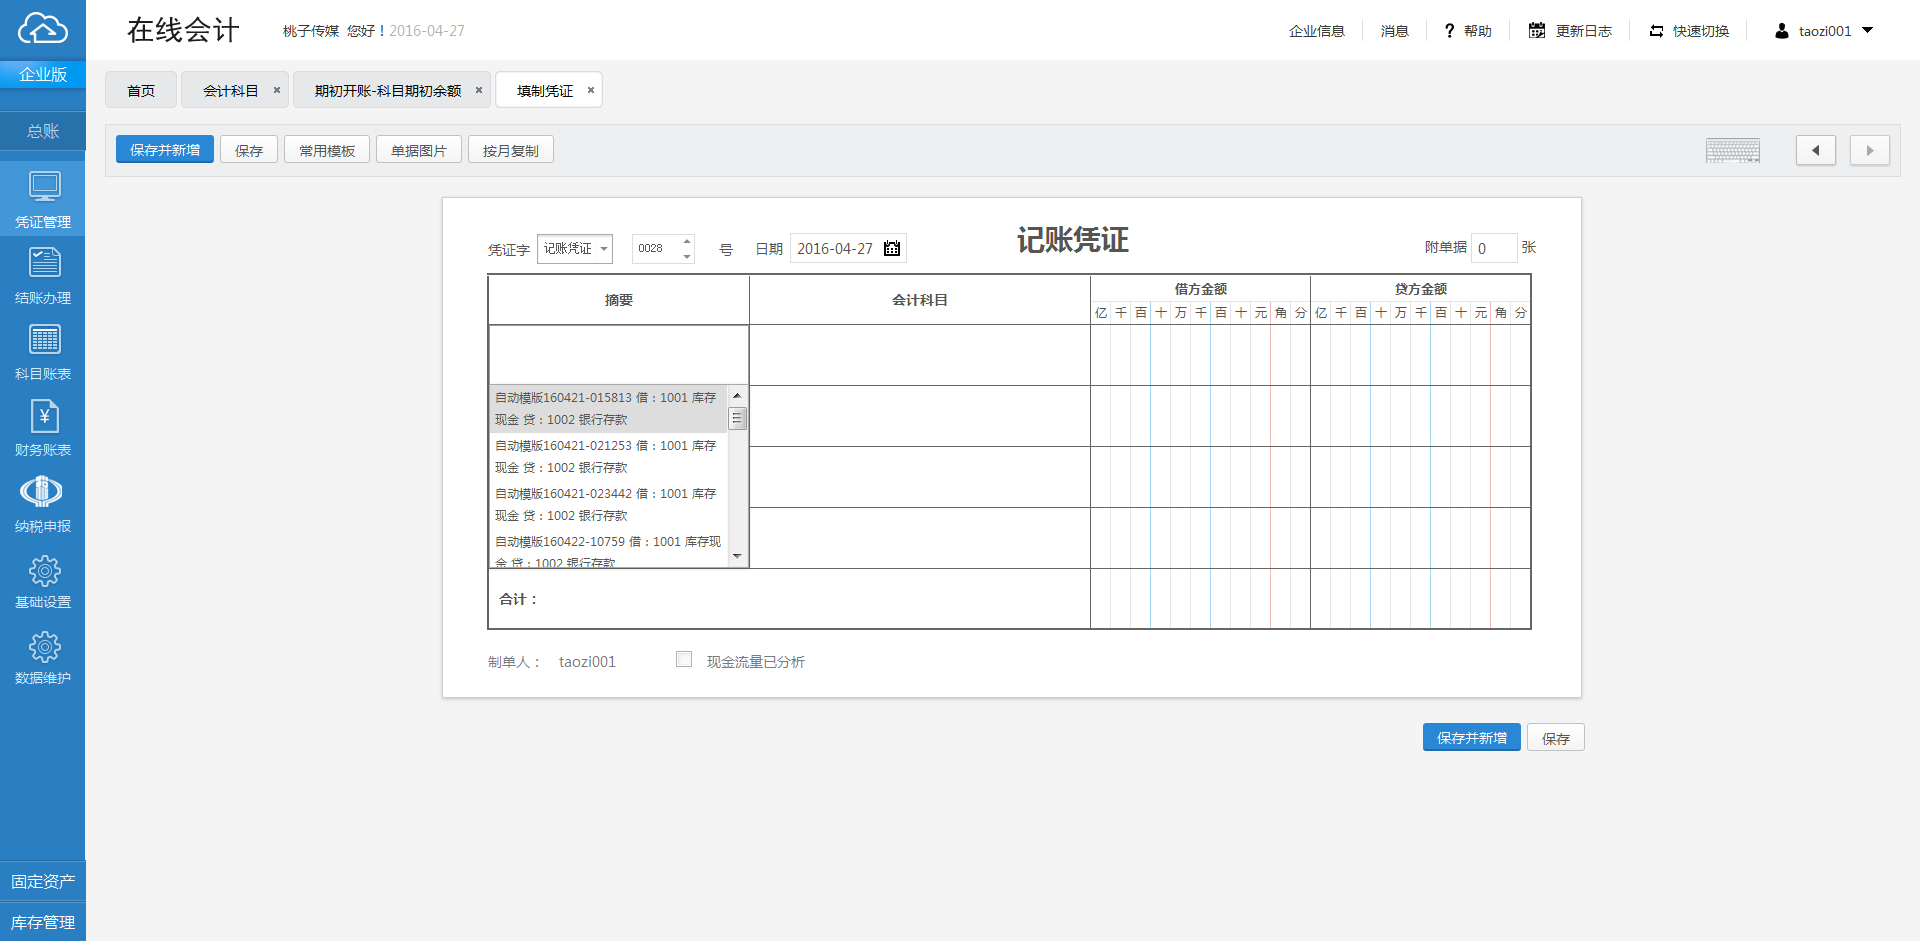 在线会计 桃子传媒 您好！2016-04-27 企业信息 消息 ? 帮助 更新日志 快速切换 taozi001
企业版
首页 会计科目 × 期初开账-科目期初余额 × 填制凭证 ×
总账
保存并新增 保存 常用模板 单据图片 按月复制
凭证管理
结账办理
科目账表
¥
财务账表
纳税申报
基础设置
数据维护
固定资产
库存管理
记账凭证
凭证字 记账凭证 0028 号 日期 2016-04-27 附单据 0 张
摘要 会计科目 借方金额 贷方金额
亿 千 百 十 万 千 百 十 元 角 分 亿 千 百 十 万 千 百 十 元 角 分
自动模版160421-015813 借：1001 库存
现金 贷：1002 银行存款
自动模版160421-021253 借：1001 库存
现金 贷：1002 银行存款
自动模版160421-023442 借：1001 库存
现金 贷：1002 银行存款
自动模版160422-10759 借：1001 库存现
金 贷：1002 银行存款
合计：
制单人： taozi001 现金流量已分析
保存并新增 保存